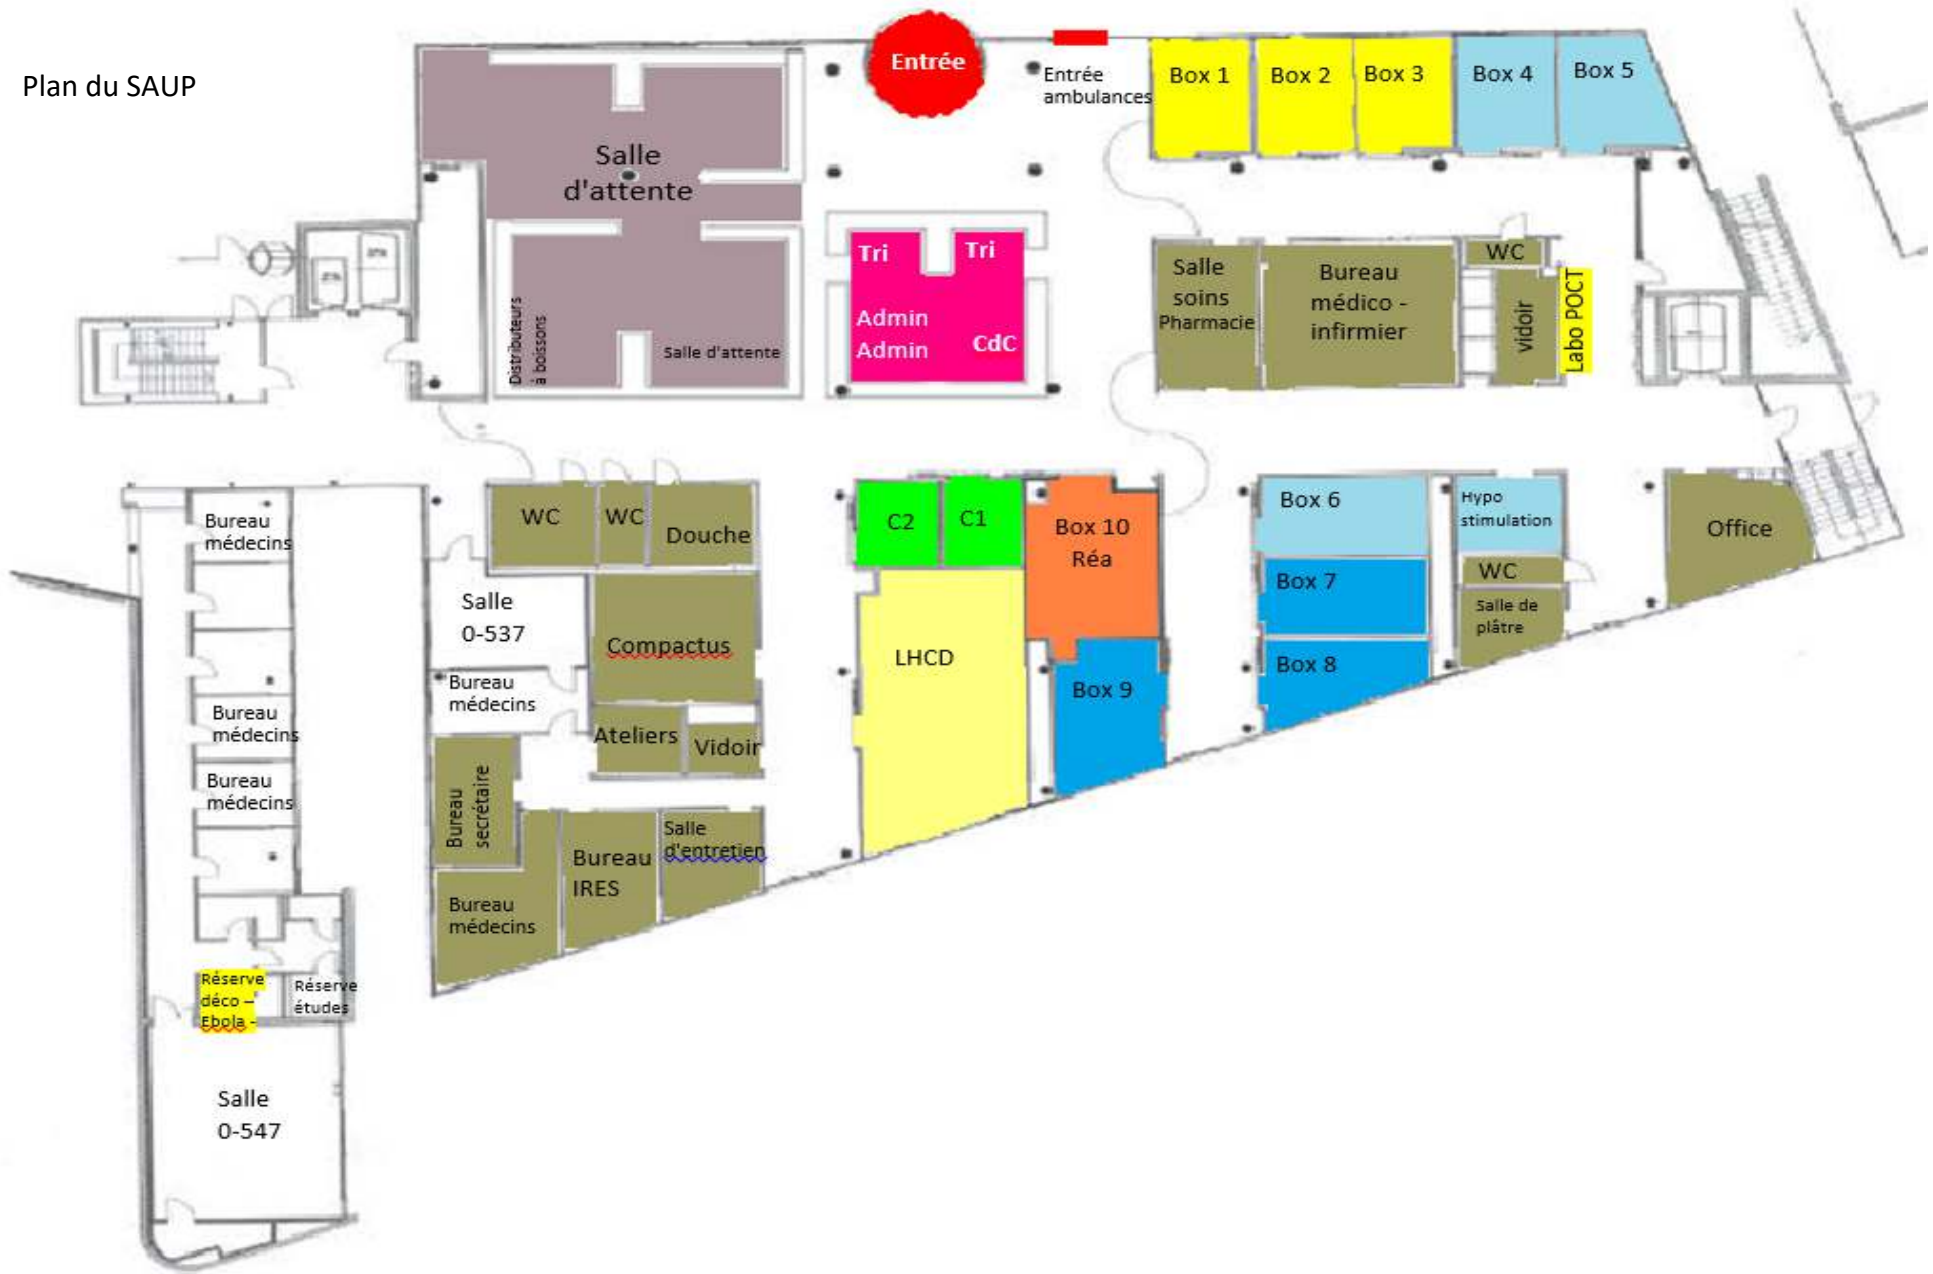 Plan du SAUP
Entrée
Entrée
ambulances
Box 1
Box 2
Box 3
Box 4
Box 5
Salle
d'attente
Distributeurs
à boissons
Salle d'attente
Tri
Tri
Admin
Admin
CdC
Salle
soins
Pharmacie
Bureau
médico -
infirmier
WC
vidoir
Labo POCT
Bureau
médecins
WC
WC
Douche
C2
C1
Box 10
Réa
Box 6
Hypo
stimulation
Office
Salle
0-537
Compactus
LHCD
Box 7
WC
Salle de
plâtre
Box 8
Box 9
Bureau
médecins
Bureau
médecins
Ateliers
Vidoir
Bureau
médecins
Bureau
secrétaire
Salle
d'entretien
Bureau
IRES
Bureau
médecins
Réserve
déco –
Ebola -
Réserve
études
Salle
0-547